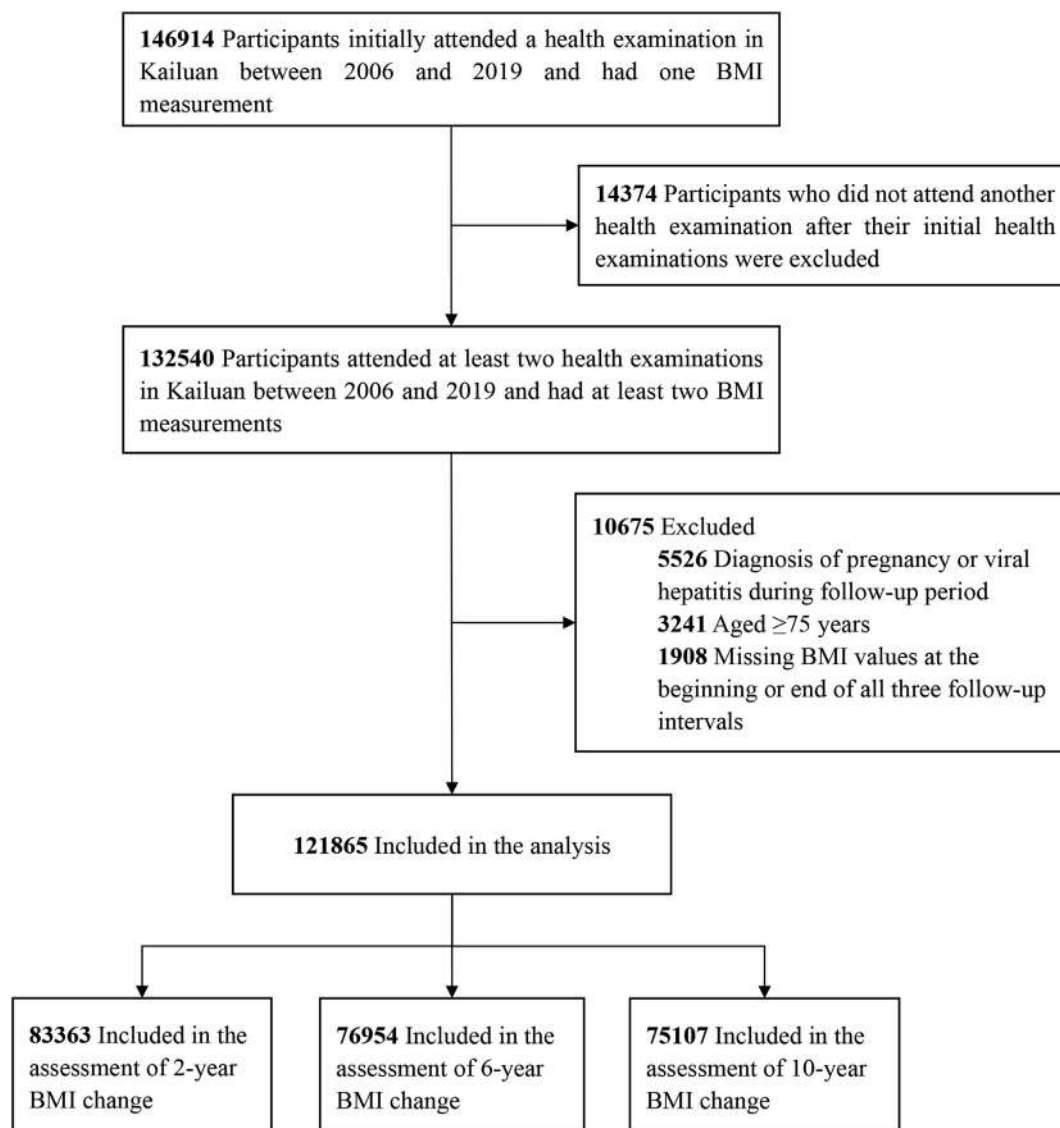 146914 Participants initially attended a health examination in
Kailuan between 2006 and 2019 and had one BMI
measurement
14374 Participants who did not attend another
health examination after their initial health
examinations were excluded
132540 Participants attended at least two health examinations
in Kailuan between 2006 and 2019 and had at least two BMI
measurements
10675 Excluded
5526 Diagnosis of pregnancy or viral
hepatitis during follow-up period
3241 Aged ≥75 years
1908 Missing BMI values at the
beginning or end of all three follow-up
intervals
121865 Included in the analysis
83363 Included in the
assessment of 2-year
BMI change
76954 Included in the
assessment of 6-year
BMI change
75107 Included in the
assessment of 10-year
BMI change